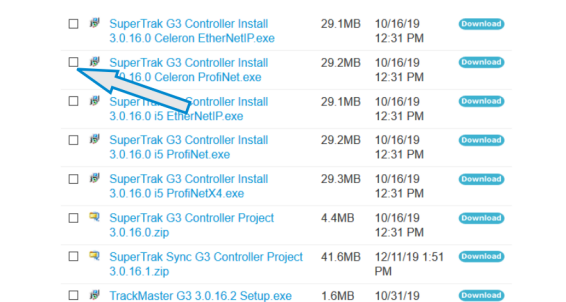 SuperTrak G3 Controller Install 29.1MB 10/16/19 Download
3.0.16.0 Celeron EtherNetIP.exe 12:31 PM
SuperTrak G3 Controller Install 29.2MB 10/16/19 Download
3.0.16.0 Celeron ProfiNet.exe 12:31 PM
SuperTrak G3 Controller Install 29.1MB 10/16/19 Download
3.0.16.0 i5 EtherNetIP.exe 12:31 PM
SuperTrak G3 Controller Install 29.2MB 10/16/19 Download
3.0.16.0 i5 ProfiNet.exe 12:31 PM
SuperTrak G3 Controller Install 29.3MB 10/16/19 Download
3.0.16.0 i5 ProfiNetX4.exe 12:31 PM
SuperTrak G3 Controller Project 4.4MB 10/16/19 Download
3.0.16.0.zip 12:31 PM
SuperTrak Sync G3 Controller Project 41.6MB 12/11/19 1:51 Download
3.0.16.1.zip PM
TrackMaster G3 3.0.16.2 Setup.exe 1.6MB 10/31/19 Download